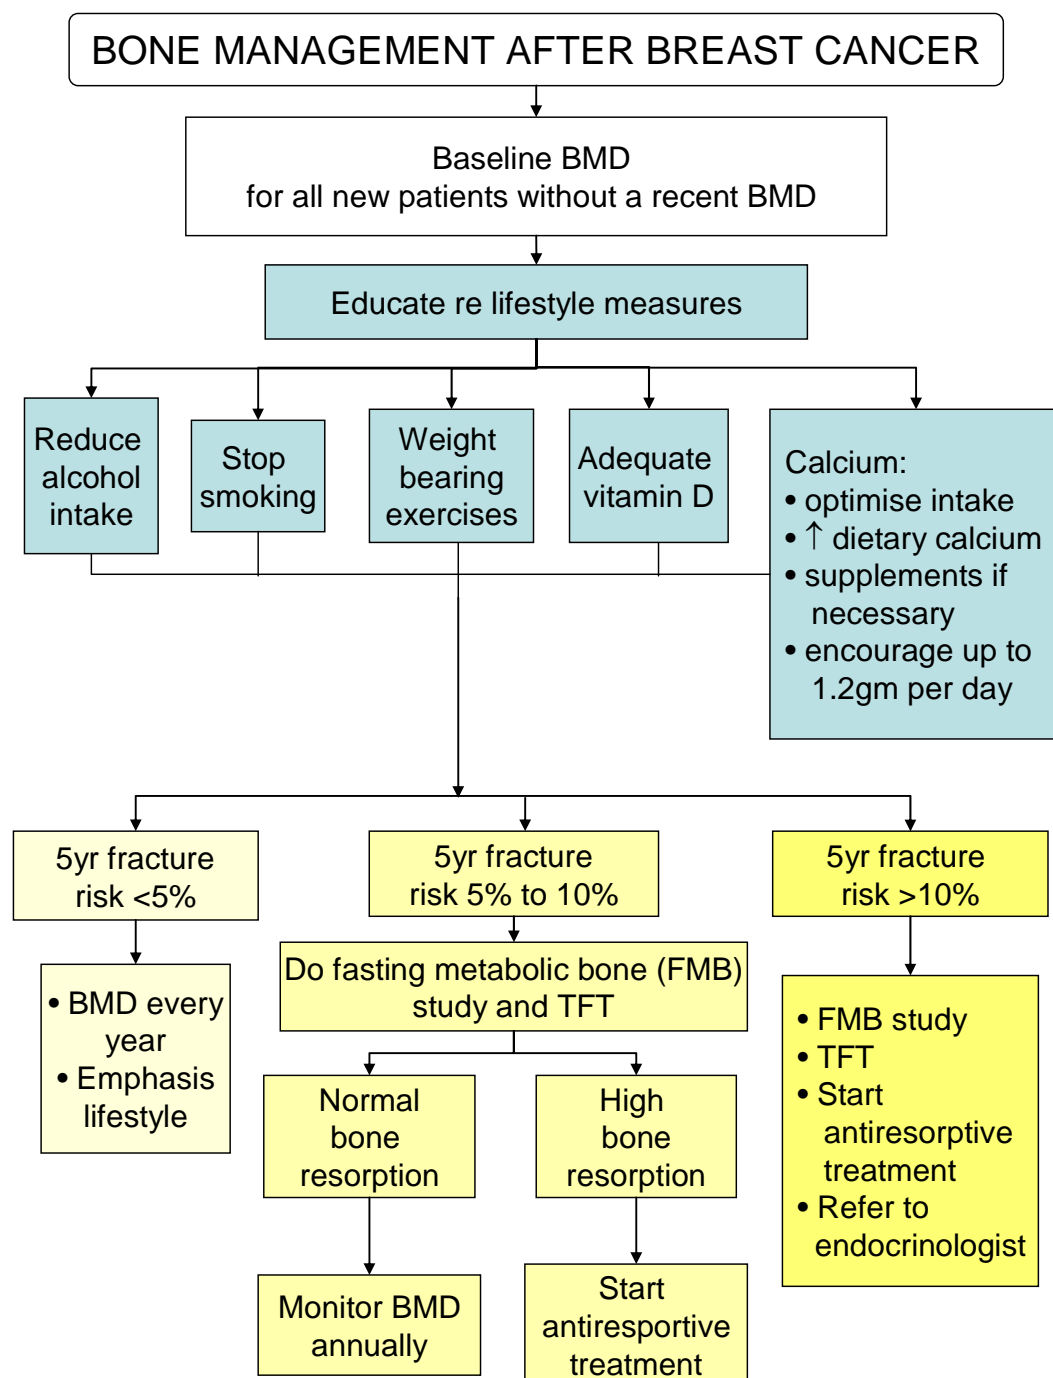 BONE MANAGEMENT AFTER BREAST CANCER
Baseline BMD
for all new patients without a recent BMD
Educate re lifestyle measures
Reduce
alcohol
intake
Stop
smoking
Weight
bearing
exercises
Adequate
vitamin D
Calcium:
• optimise intake
• ↑ dietary calcium
• supplements if
necessary
• encourage up to
1.2gm per day
5yr fracture
risk <5%
5yr fracture
risk 5% to 10%
5yr fracture
risk >10%
• BMD every
year
• Emphasis
lifestyle
Do fasting metabolic bone (FMB)
study and TFT
Normal
bone
resorption
High
bone
resorption
Monitor BMD
annually
Start
antiresportive
treatment
• FMB study
• TFT
• Start
antiresorptive
treatment
• Refer to
endocrinologist